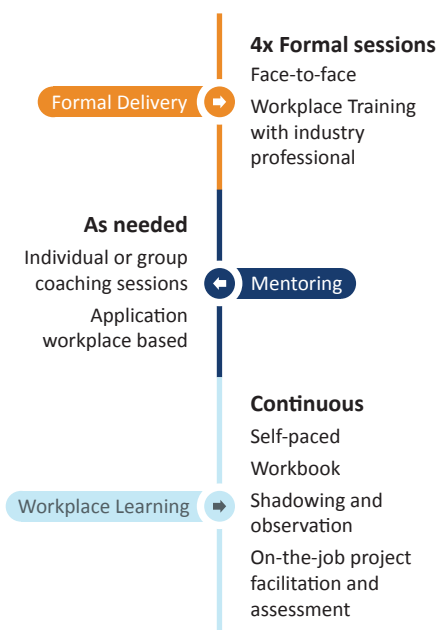 Formal Delivery
4x Formal sessions
Face-to-face
Workplace Training
with industry
professional
As needed
Individual or group
coaching sessions
Application
workplace based
Mentoring
Workplace Learning
Continuous
Self-paced
Workbook
Shadowing and
observation
On-the-job project
facilitation and
assessment